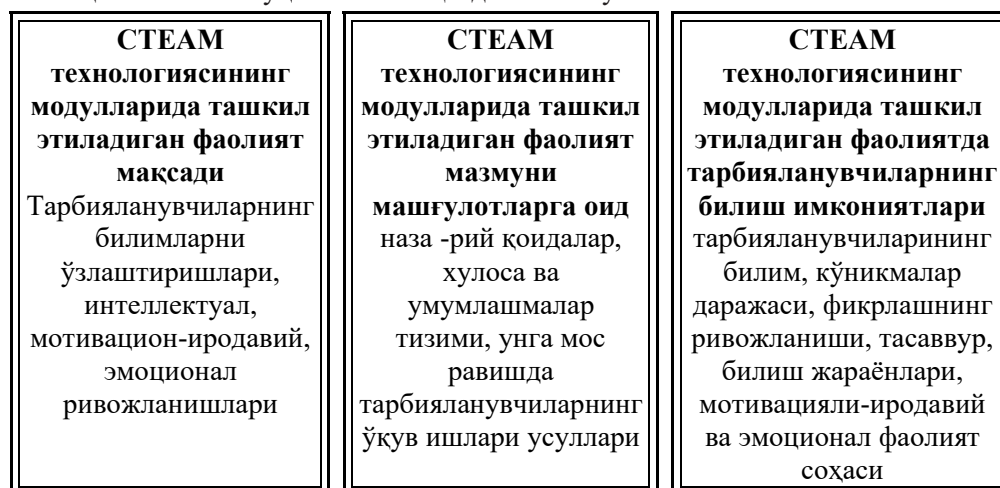 СТЕАМ
технологиясининг
модулларида ташкил
этиладиган фаолият
мақсади
Тарбияланувчиларнинг
билимларни
ўзлаштиришлари,
интеллектуал,
мотивацион-иродавий,
эмоционал
ривожланишлари
СТЕАМ
технологиясининг
модулларида ташкил
этиладиган фаолият
мазмуни
машғулотларга оид
наза -рий қоидалар,
хулоса ва
умумлашмалар
тизими, унга мос
равишда
тарбияланувчиларнинг
ўқув ишлари усуллари
СТЕАМ
технологиясининг
модулларида ташкил
этиладиган фаолиятда
тарбияланувчиларнинг
билиш имкониятлари
тарбияланувчиларининг
билим, кўникмалар
даражаси, фикрлашнинг
ривожланиши, тасаввур,
билиш жараёнлари,
мотивацияли-иродавий
ва эмоционал фаолият
соҳаси